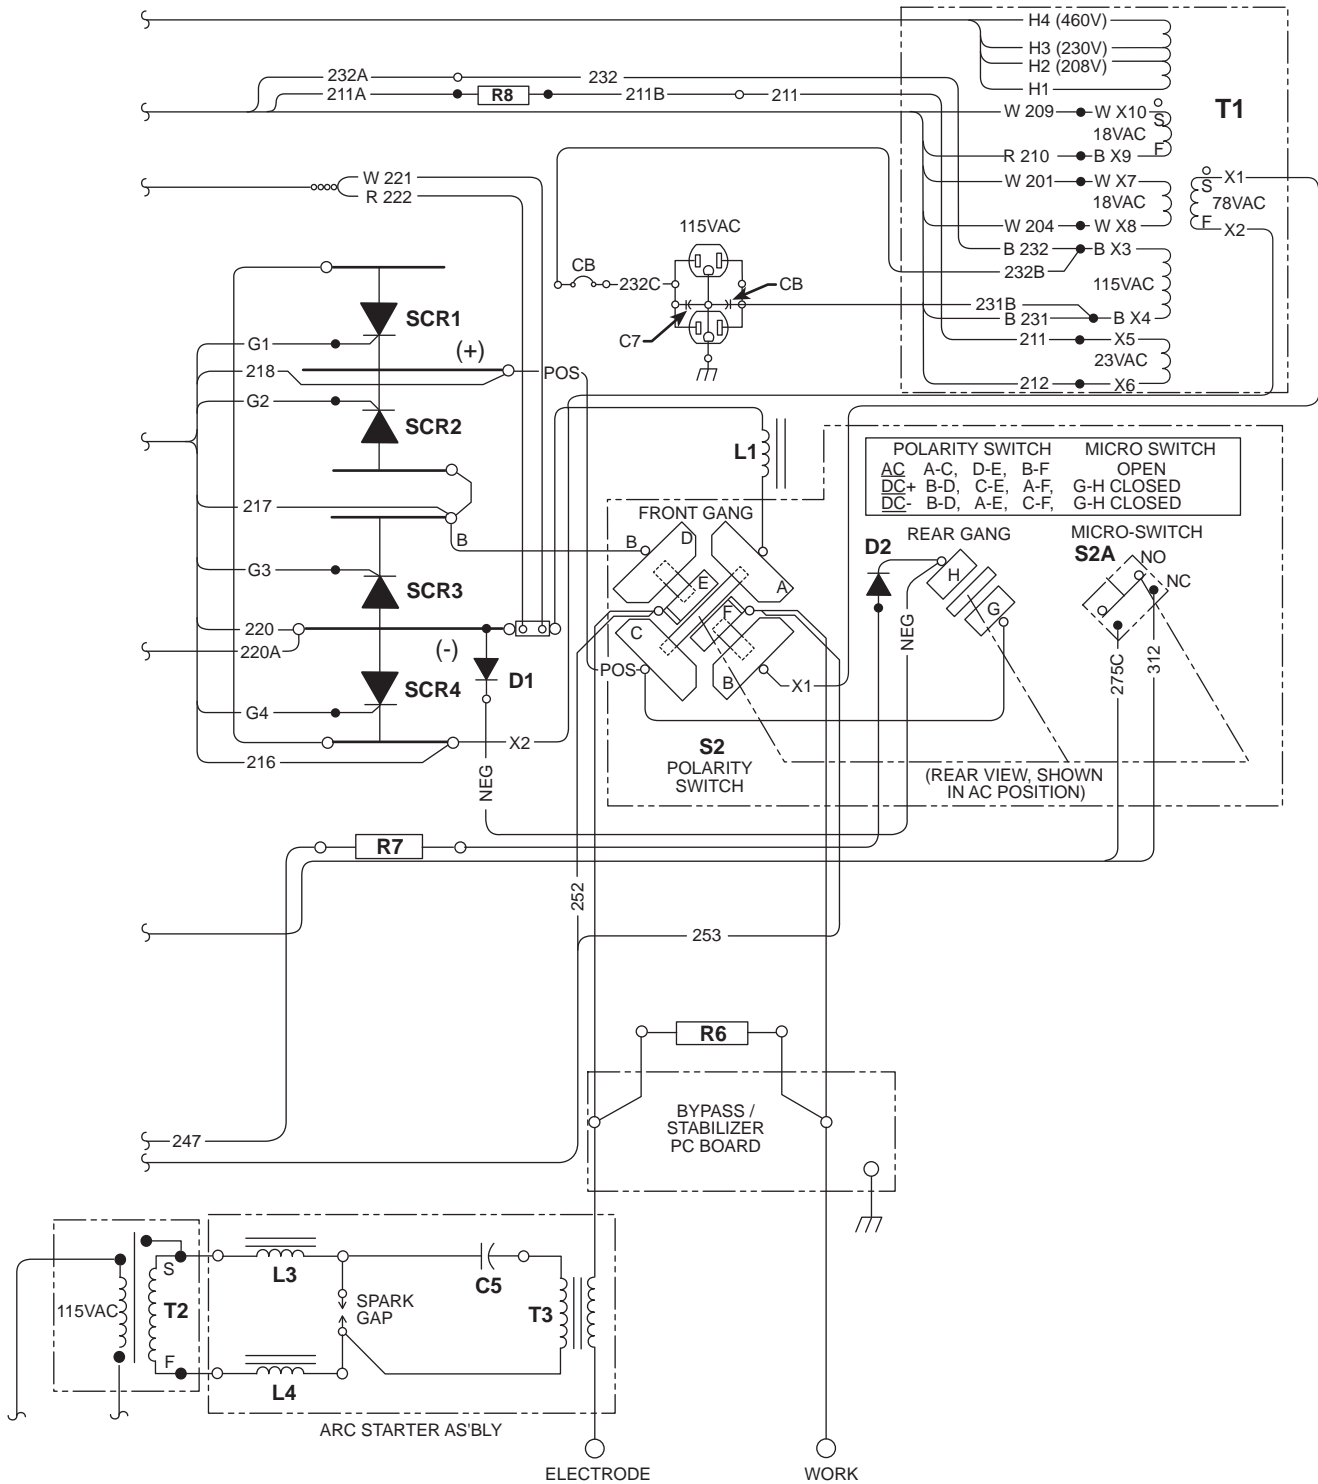 H4 (460V)
H3 (230V)
H2 (208V)
H1
232A
232
211A
R8
211B
211
T1
W 209
W X10
S
18VAC
F
R 210
B X9
W 221
R 222
W 201
W X7
18VAC
W 204
W X8
S
X1
78VAC
F
X2
115VAC
B 232
B X3
232B
CB
232C
CB
115VAC
231B
B 231
B X4
C7
SCR1
G1
(+)
218
POS
211
X5
23VAC
212
X6
G2
SCR2
L1
217
B
POLARITY SWITCH MICRO SWITCH
AC A-C, D-E, B-F OPEN
DC+ B-D, C-E, A-F, G-H CLOSED
DC- B-D, A-E, C-F, G-H CLOSED
FRONT GANG
B
D
E
A
F
C
B
POS
X1
REAR GANG
D2
H
G
NEG
MICRO-SWITCH
S2A
NO
NC
275C
312
G3
SCR3
220
220A
(-)
D1
SCR4
G4
X2
216
NEG
S2
POLARITY
SWITCH
(REAR VIEW, SHOWN
IN AC POSITION)
R7
252
253
R6
BYPASS /
STABILIZER
PC BOARD
247
115VAC
T2
S
F
L3
SPARK
GAP
C5
T3
L4
ARC STARTER AS'BLY
ELECTRODE
WORK